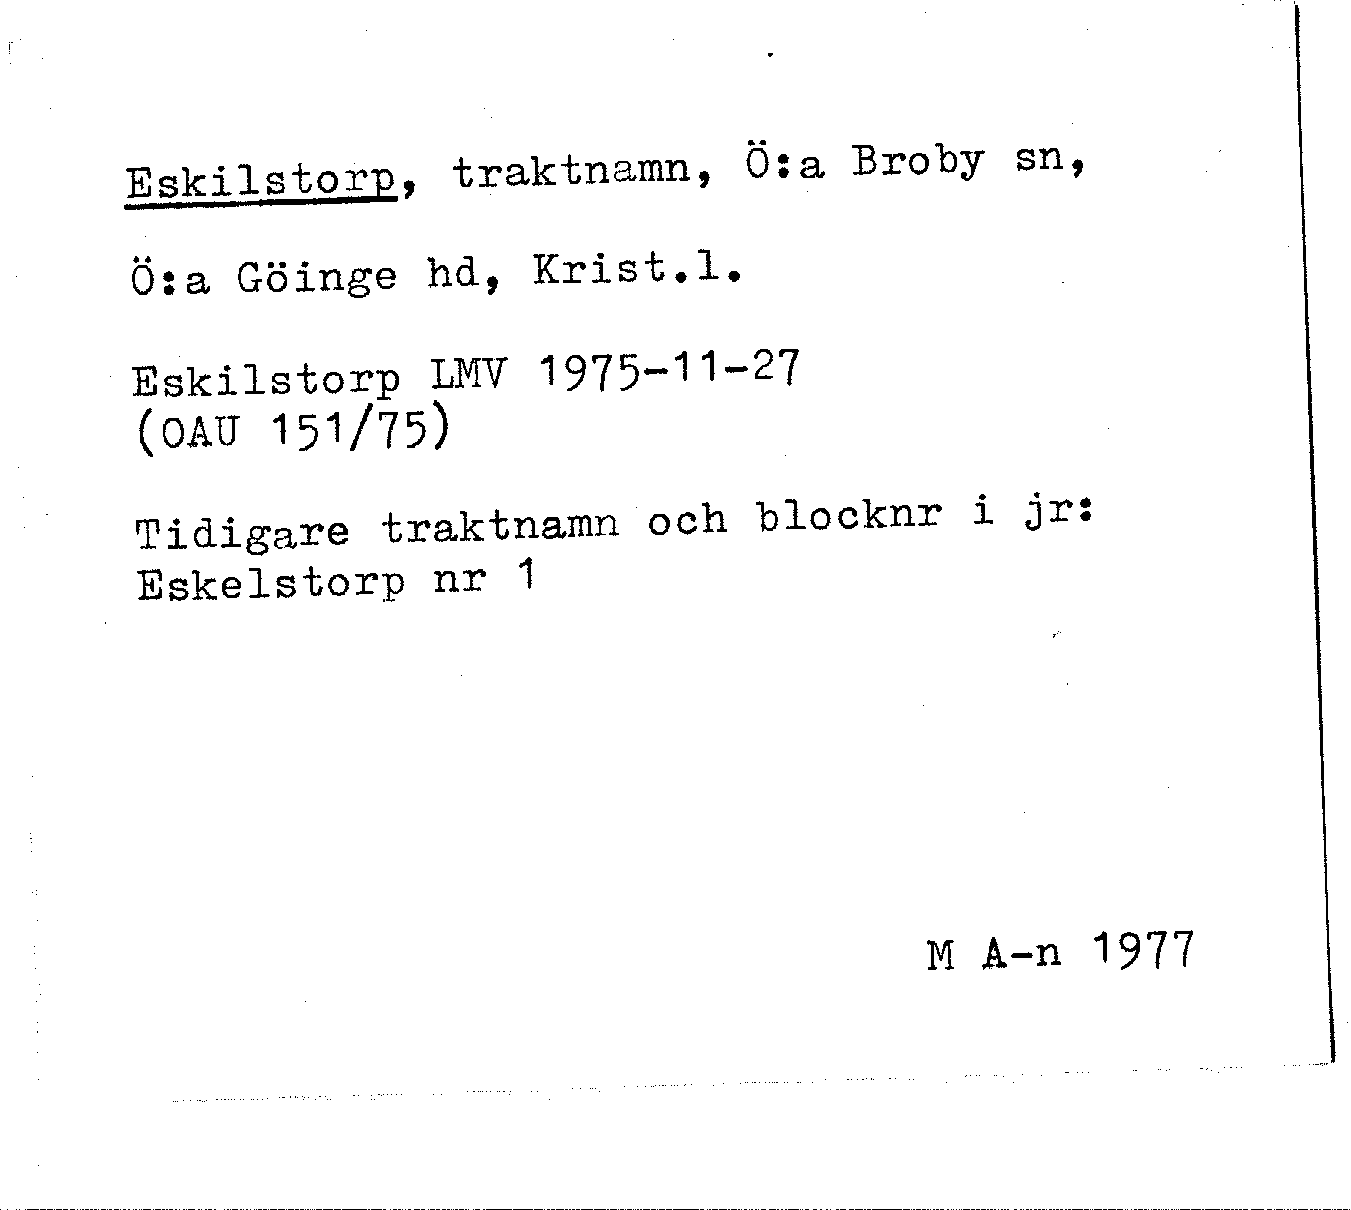 Eskilstorp, traktnamn, Ö:a Broby sn,
Ö:a Göinge hd, Krist.l.
Eskilstorp LMV 1975-11-27
(OAU 151/75)
Tidigare traktnamn och blocknr i jr:
Eskelstorp nr 1
M A-n 1977